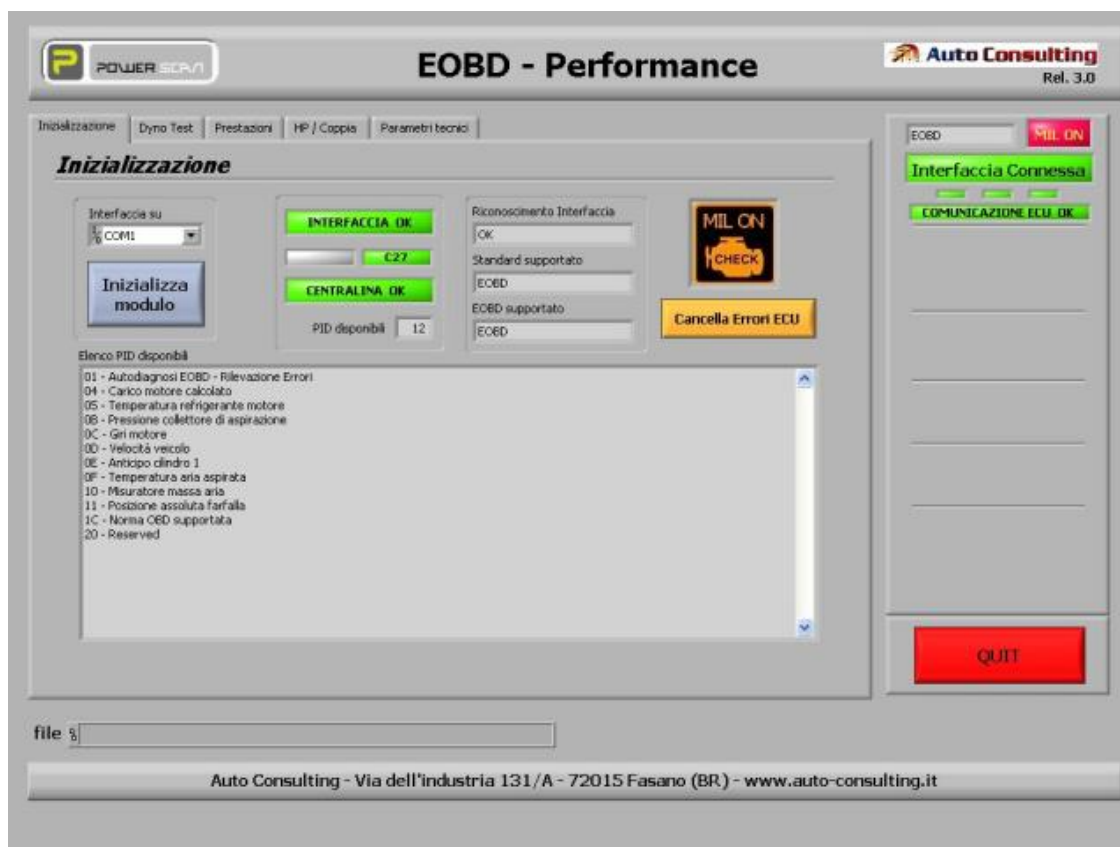 POWER SCAN
EOBD - Performance
Auto Consulting
Rel. 3.0
Inizializzazione
Dyno Test
Prestazioni
HP / Coppia
Parametri tecnici
Inizializzazione
Interfaccia su
COM1
Inizializza
modulo
INTERFACCIA OK
C27
CENTRALINA OK
PID disponibili 12
Riconoscimento Interfaccia
OK
Standard supportato
EOBD
EOBD supportato
EOBD
MIL ON
CHECK
Cancella Errori ECU
Elenco PID disponibili
01 - Autodiagnosi EOBD - Rilevazione Errori
04 - Carico motore calcolato
05 - Temperatura refrigerante motore
0B - Pressione collettore di aspirazione
0C - Giri motore
0D - Velocità veicolo
0E - Anticipo cilindro 1
0F - Temperatura aria aspirata
10 - Misuratore massa aria
11 - Posizione assoluta farfalla
1C - Norma OBD supportata
20 - Reserved
EOBD
MIL ON
Interfaccia Connessa
COMUNICAZIONE ECU OK
QUIT
file
Auto Consulting - Via dell'industria 131/A - 72015 Fasano (BR) - www.auto-consulting.it